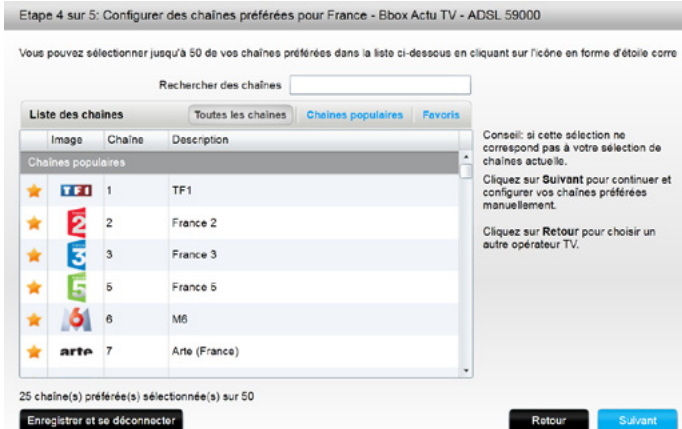 Etape 4 sur 5: Configurer des chaînes préférées pour France - Bbox Actu TV - ADSL 59000
Vous pouvez sélectionner jusqu'à 50 de vos chaînes préférées dans la liste ci-dessous en cliquant sur l'icône en forme d'étoile corre
Rechercher des chaînes
Liste des chaînes Toutes les chaînes Chaînes populaires Favoris
Image Chaîne Description
Chaînes populaires
TF1 1 TF1
2 2 France 2
3 3 France 3
5 5 France 5
6 6 M6
arte 7 Arte (France)
Conseil: si cette sélection ne
correspond pas à votre sélection de
chaînes actuelle.
Cliquez sur Suivant pour continuer et
configurer vos chaînes préférées
manuellement.
Cliquez sur Retour pour choisir un
autre opérateur TV.
25 chaîne(s) préférée(s) sélectionnée(s) sur 50
Enregistrer et se déconnecter Retour Suivant